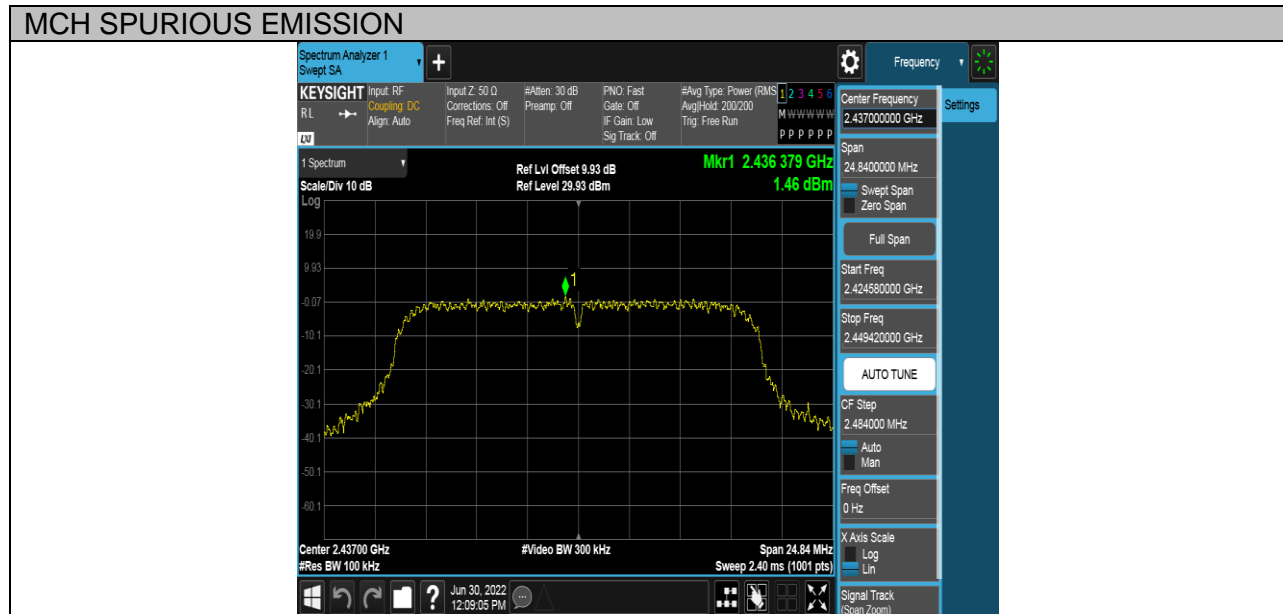 MCH SPURIOUS EMISSION
Spectrum Analyzer 1
Swept SA
+
Frequency
KEYSIGHT
RL
LXI
Input: RF
Coupling: DC
Align: Auto
Input Z: 50 Ω
Corrections: Off
Freq Ref: Int (S)
#Atten: 30 dB
Preamp: Off
PNO: Fast
Gate: Off
IF Gain: Low
Sig Track: Off
#Avg Type: Power (RMS
Avg|Hold: 200/200
Trig: Free Run
1 2 3 4 5 6
M W W W W W
P P P P P P
1 Spectrum
Scale/Div 10 dB
Ref Lvl Offset 9.93 dB
Ref Level 29.93 dBm
Mkr1 2.436 379 GHz
1.46 dBm
Log
19.9
9.93
-0.07
-10.1
-20.1
-30.1
-40.1
-50.1
-60.1
1
Center 2.43700 GHz
#Res BW 100 kHz
#Video BW 300 kHz
Span 24.84 MHz
Sweep 2.40 ms (1001 pts)
?
Jun 30, 2022
12:09:05 PM
Center Frequency
2.437000000 GHz
Span
24.8400000 MHz
Swept Span
Zero Span
Full Span
Start Freq
2.424580000 GHz
Stop Freq
2.449420000 GHz
AUTO TUNE
CF Step
2.484000 MHz
Auto
Man
Freq Offset
0 Hz
X Axis Scale
Log
Lin
Signal Track
(Span Zoom)
Settings